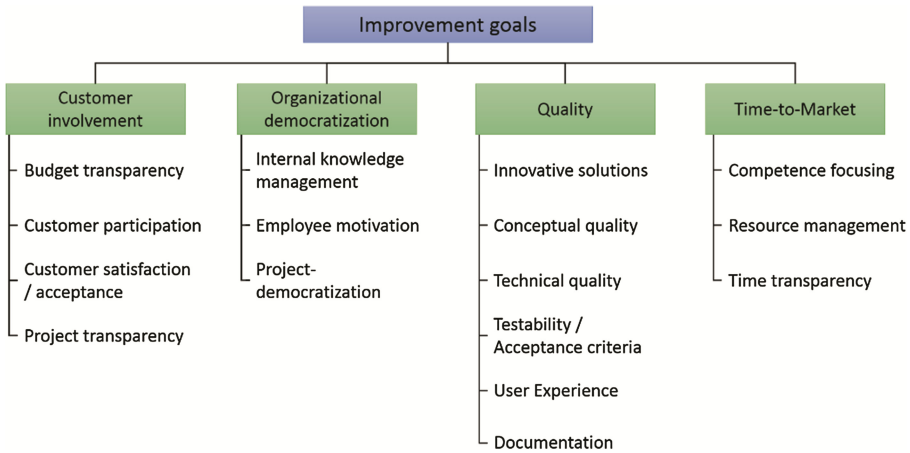 Improvement goals
Customer
involvement
Budget transparency
Customer participation
Customer satisfaction
/ acceptance
Project transparency
Organizational
democratization
Internal knowledge
management
Employee motivation
Project-
democratization
Quality
Innovative solutions
Conceptual quality
Technical quality
Testability /
Acceptance criteria
User Experience
Documentation
Time-to-Market
Competence focusing
Resource management
Time transparency